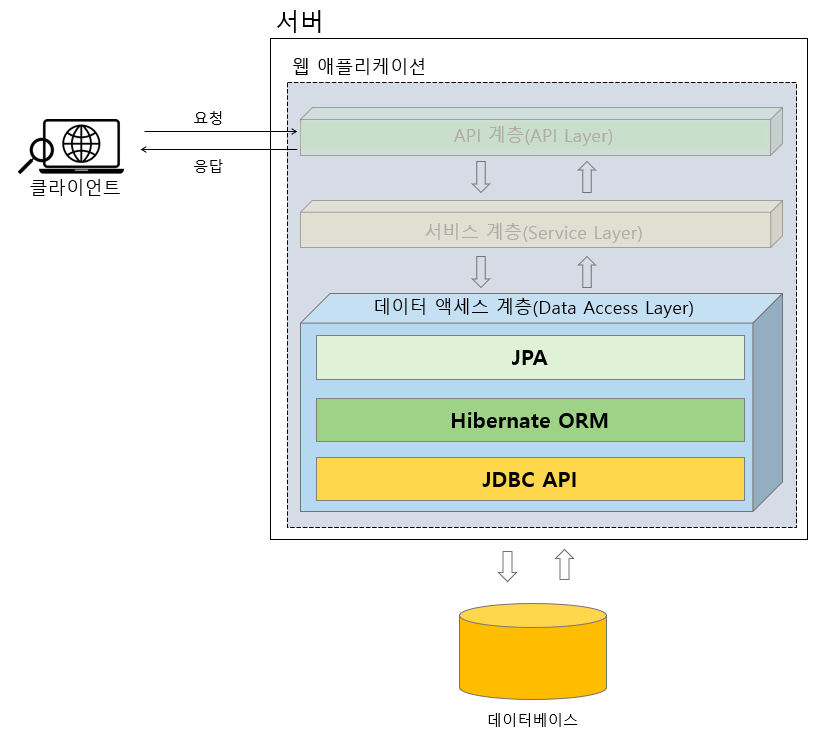 서버
웹 애플리케이션
요청
API 계층(API Layer)
응답
클라이언트
서비스 계층(Service Layer)
데이터 액세스 계층(Data Access Layer)
JPA
Hibernate ORM
JDBC API
데이터베이스